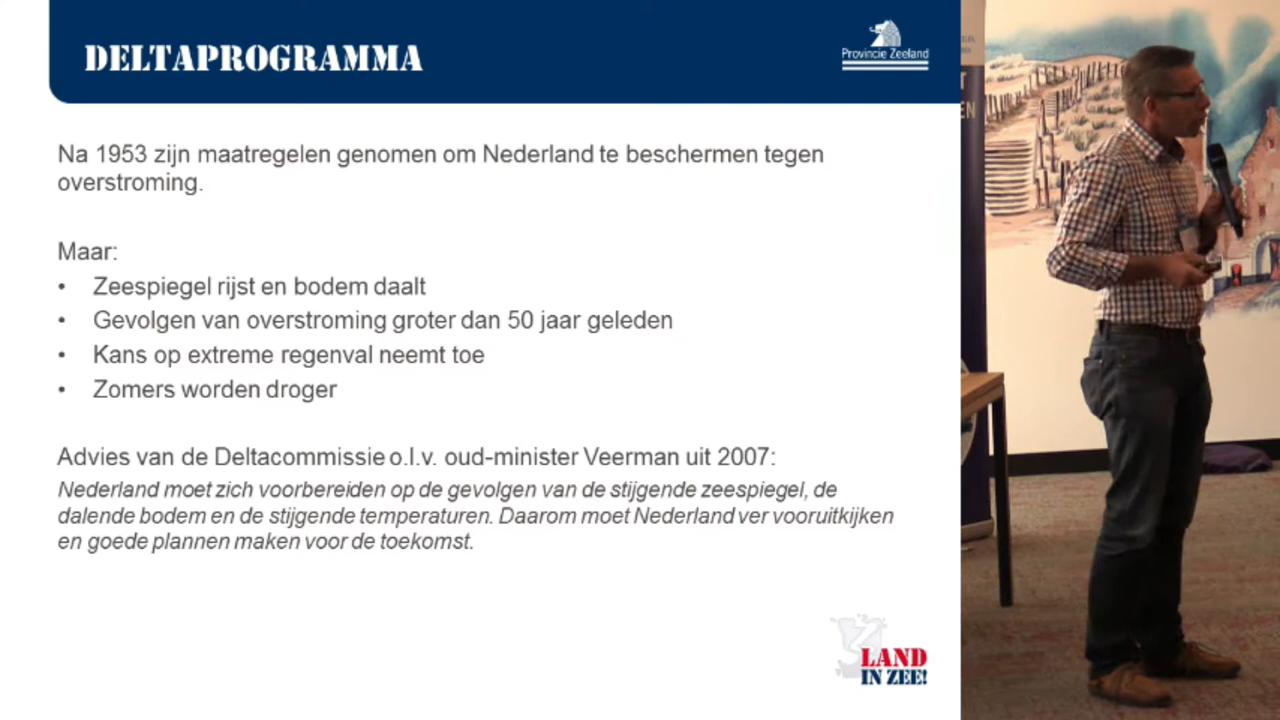 DELTAPROGRAMMA
Provincie Zeeland
Na 1953 zijn maatregelen genomen om Nederland te beschermen tegen
overstroming.
Maar:
• Zeespiegel rijst en bodem daalt
• Gevolgen van overstroming groter dan 50 jaar geleden
• Kans op extreme regenval neemt toe
• Zomers worden droger
Advies van de Deltacommissie o.l.v. oud-minister Veerman uit 2007:
Nederland moet zich voorbereiden op de gevolgen van de stijgende zeespiegel, de
dalende bodem en de stijgende temperaturen. Daarom moet Nederland ver vooruitkijken
en goede plannen maken voor de toekomst.
LAND
IN ZEE!